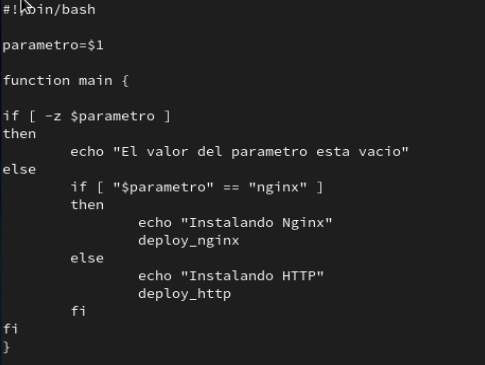 #!/bin/bash
parametro=$1
function main {
if [ -z $parametro ]
then
echo "El valor del parametro esta vacio"
else
if [ "$parametro" == "nginx" ]
then
echo "Instalando Nginx"
deploy_nginx
else
echo "Instalando HTTP"
deploy_http
fi
fi
}